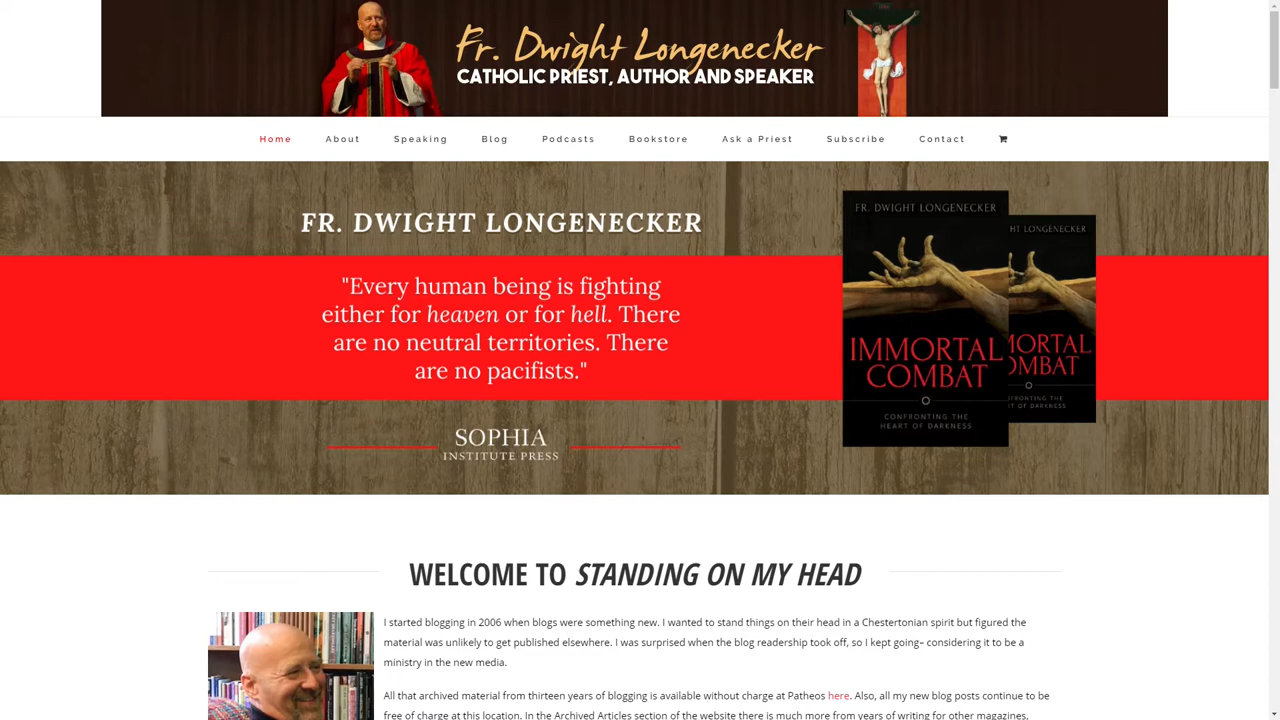 Fr. Dwight Longenecker
CATHOLIC PRIEST, AUTHOR AND SPEAKER
Home About Speaking Blog Podcasts Bookstore Ask a Priest Subscribe Contact
FR. DWIGHT LONGENECKER
"Every human being is fighting
either for heaven or for hell. There
are no neutral territories. There
are no pacifists."
SOPHIA
INSTITUTE PRESS
FR. DWIGHT LONGENECKER
IMMORTAL
COMBAT
CONFRONTING THE
HEART OF DARKNESS
GHT LONGENECKER
MORTAL
OMBAT
FRONTING THE
RT OF DARKNESS
WELCOME TO STANDING ON MY HEAD
I started blogging in 2006 when blogs were something new. I wanted to stand things on their head in a Chestertonian spirit but figured the
material was unlikely to get published elsewhere. I was surprised when the blog readership took off, so I kept going– considering it to be a
ministry in the new media.
All that archived material from thirteen years of blogging is available without charge at Patheos here. Also, all my new blog posts continue to be
free of charge at this location. In the Archived Articles section of the website there is much more from years of writing for other magazines,